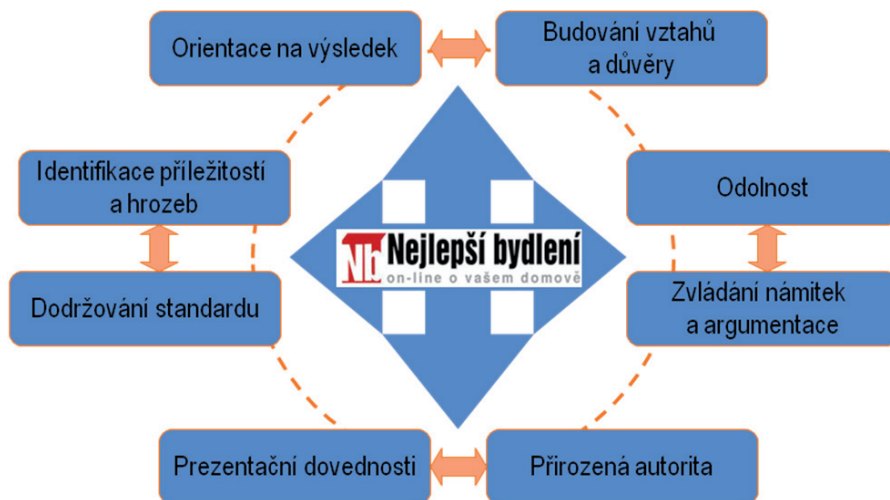 Orientace na výsledek
Budování vztahů
a důvěry
Identifikace příležitostí
a hrozeb
Odolnost
Nb Nejlepší bydlení
on-line o vašem domově
Dodržování standardu
Zvládání námitek
a argumentace
Prezentační dovednosti
Přirozená autorita